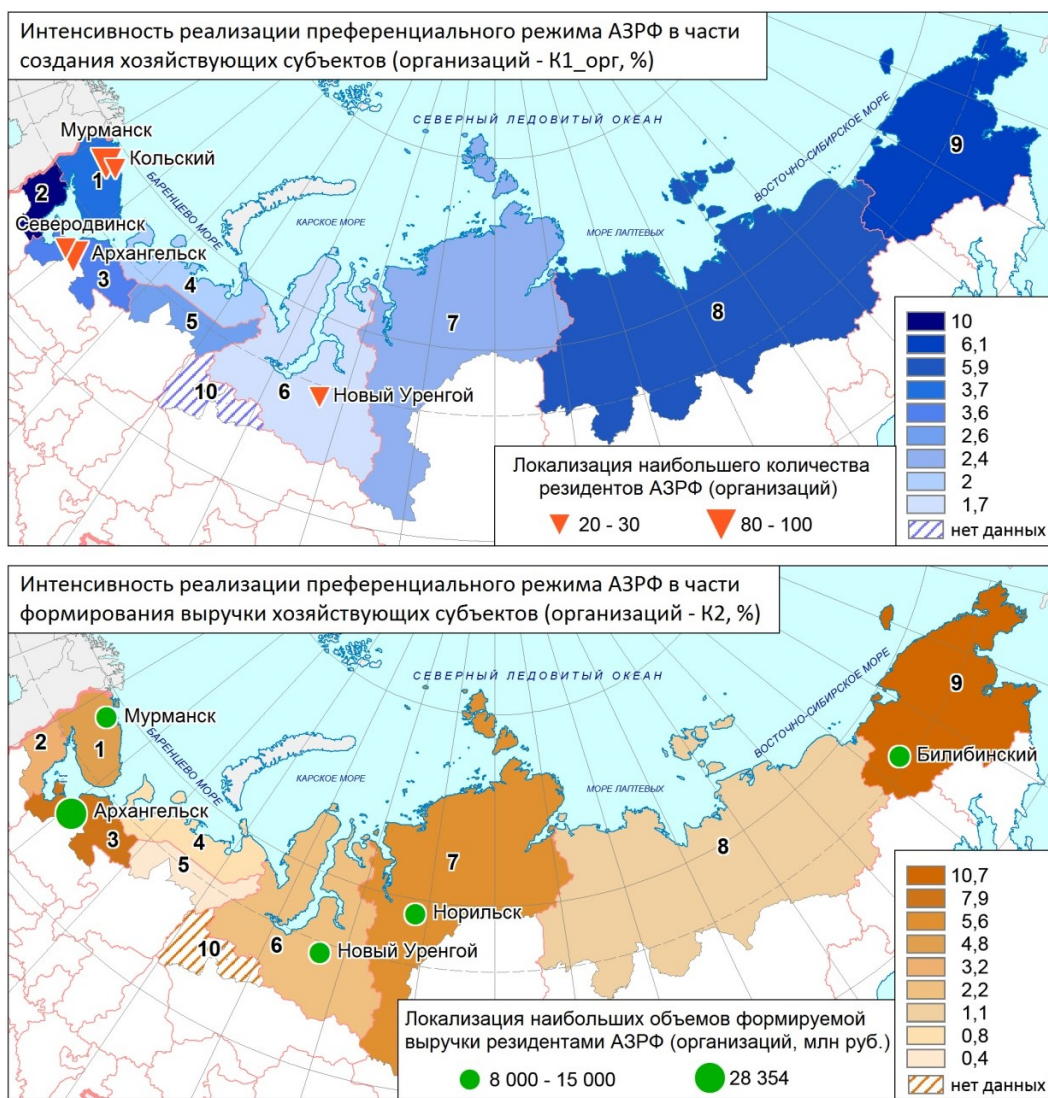 Интенсивность реализации преференциального режима АЗРФ в части
создания хозяйствующих субъектов (организаций - К1_орг, %)
СЕВЕРНЫЙ ЛЕДОВИТЫЙ ОКЕАН
ВОСТОЧНО-СИБИРСКОЕ МОРЕ
9
Мурманск
Кольский
1
2
БАРЕНЦЕВО МОРЕ
КАРСКОЕ МОРЕ
МОРЕ ЛАПТЕВЫХ
Северодвинск
Архангельск
3
4
5
6
7
8
10
Новый Уренгой
Локализация наибольшего количества
резидентов АЗРФ (организаций)
20 - 30
80 - 100
10
6,1
5,9
3,7
3,6
2,6
2,4
2
1,7
нет данных
Интенсивность реализации преференциального режима АЗРФ в части
формирования выручки хозяйствующих субъектов (организаций - К2, %)
СЕВЕРНЫЙ ЛЕДОВИТЫЙ ОКЕАН
ВОСТОЧНО-СИБИРСКОЕ МОРЕ
9
Билибинский
Мурманск
2
1
БАРЕНЦЕВО МОРЕ
КАРСКОЕ МОРЕ
МОРЕ ЛАПТЕВЫХ
Архангельск
3
4
5
7
8
Норильск
10
6
Новый Уренгой
Локализация наибольших объемов формируемой
выручки резидентами АЗРФ (организаций, млн руб.)
8 000 - 15 000
28 354
10,7
7,9
5,6
4,8
3,2
2,2
1,1
0,8
0,4
нет данных